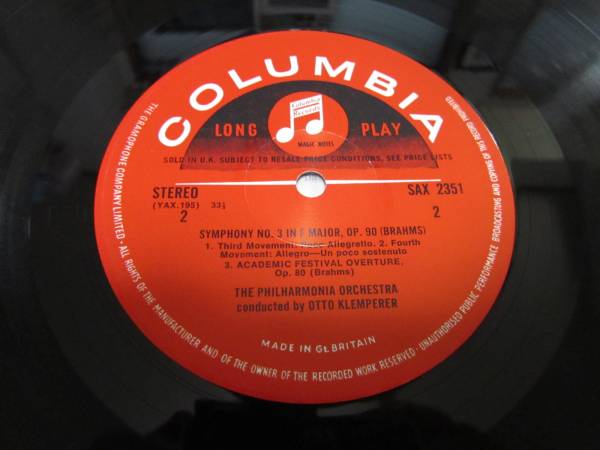 COLUMBIA
Columbia
Records
LONG PLAY
MAGIC NOTES
SOLD IN U.K. SUBJECT TO RESALE PRICE CONDITIONS, SEE PRICE LISTS
STEREO SAX 2351
(YAX.195) 33⅓
2 2
SYMPHONY NO. 3 IN F MAJOR, OP. 90 (BRAHMS)
1. Third Movement: Poco Allegretto. 2. Fourth
Movement: Allegro—Un poco sostenuto
3. ACADEMIC FESTIVAL OVERTURE,
Op. 80 (Brahms)
THE PHILHARMONIA ORCHESTRA
conducted by OTTO KLEMPERER
MADE IN Gt BRITAIN
THE GRAMOPHONE COMPANY LIMITED · ALL RIGHTS OF THE MANUFACTURER AND OF THE OWNER OF THE RECORDED WORK RESERVED · UNAUTHORISED PUBLIC PERFORMANCE BROADCASTING AND COPYING OF THIS RECORD PROHIBITED